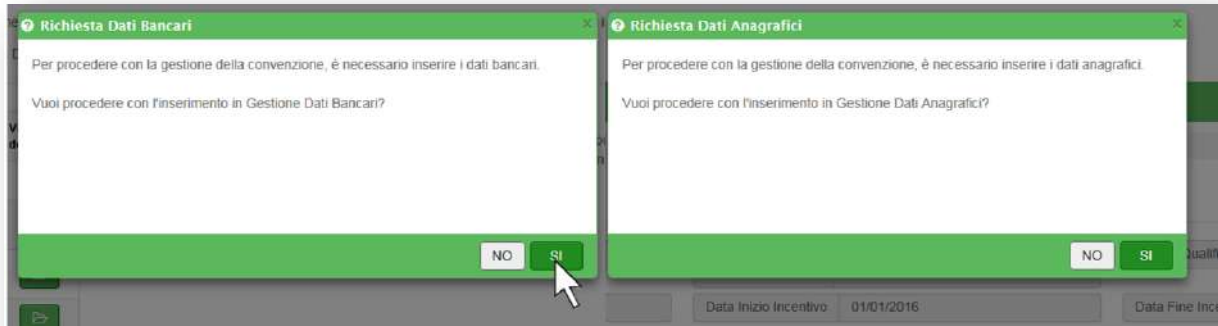 Richiesta Dati Bancari
x
Per procedere con la gestione della convenzione, è necessario inserire i dati bancari.
Vuoi procedere con l'inserimento in Gestione Dati Bancari?
NO
SI
Richiesta Dati Anagrafici
x
Per procedere con la gestione della convenzione, è necessario inserire i dati anagrafici.
Vuoi procedere con l'inserimento in Gestione Dati Anagrafici?
NO
SI
Data Inizio Incentivo 01/01/2016
Data Fine